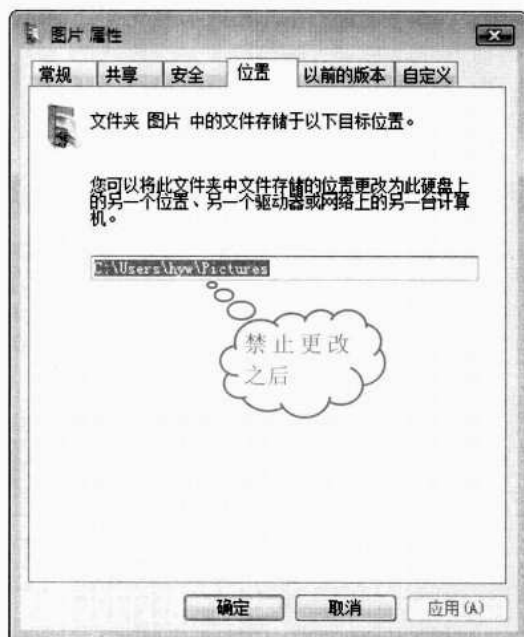 图片 属性
常规 共享 安全 位置 以前的版本 自定义
文件夹 图片 中的文件存储于以下目标位置。
您可以将此文件夹中文件存储的位置更改为此硬盘上
的另一个位置、另一个驱动器或网络上的另一台计算
机。
C:\Users\hyw\Pictures
禁止更改
之后
确定 取消 应用(A)